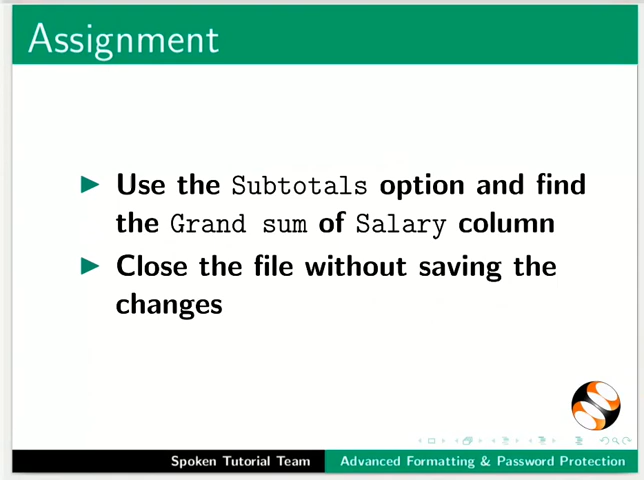 Assignment
Use the Subtotals option and find
the Grand sum of Salary column
Close the file without saving the
changes
Spoken Tutorial Team
Advanced Formatting & Password Protection